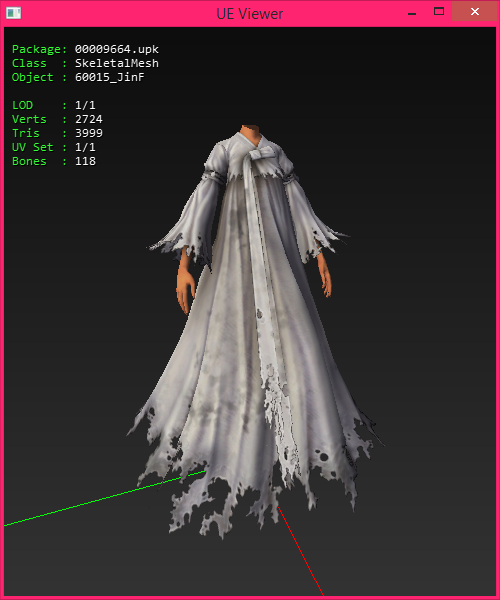 UE Viewer
Package: 00009664.upk
Class  : SkeletalMesh
Object : 60015_JinF
LOD    : 1/1
Verts  : 2724
Tris   : 3999
UV Set : 1/1
Bones  : 118